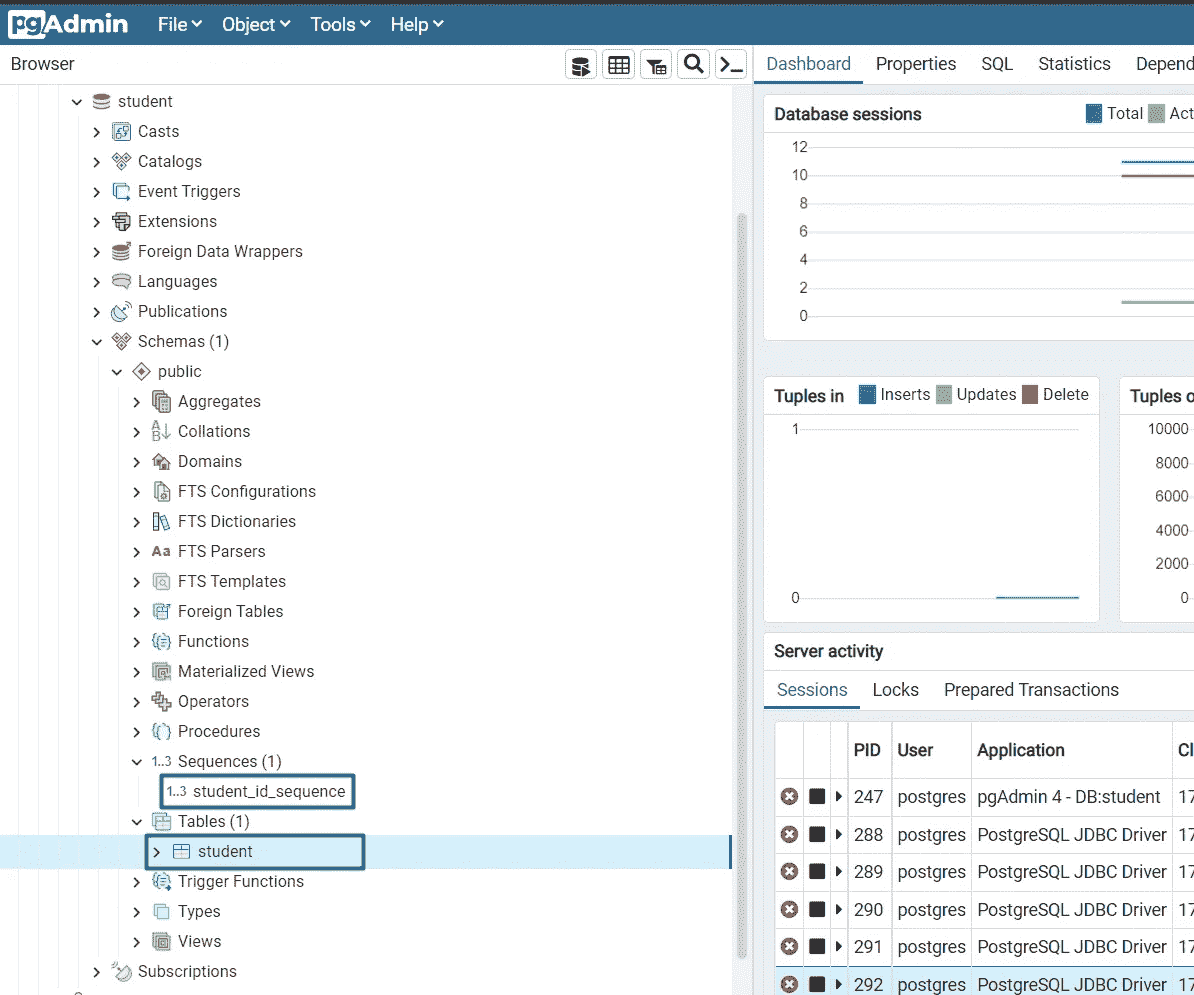 pgAdmin File Object Tools Help
Browser
student
Casts
Catalogs
Event Triggers
Extensions
Foreign Data Wrappers
Languages
Publications
Schemas (1)
public
Aggregates
Collations
Domains
FTS Configurations
FTS Dictionaries
Aa FTS Parsers
FTS Templates
Foreign Tables
Functions
Materialized Views
Operators
Procedures
1..3 Sequences (1)
1..3 student_id_sequence
Tables (1)
student
Trigger Functions
Types
Views
Subscriptions
Dashboard Properties SQL Statistics Depend
Database sessions Total Act
12
10
8
6
4
2
0
Tuples in Inserts Updates Delete
1
0
Tuples o
10000
8000
6000
4000
2000
0
Server activity
Sessions Locks Prepared Transactions
PID User Application Cl
247 postgres pgAdmin 4 - DB:student 17
288 postgres PostgreSQL JDBC Driver 17
289 postgres PostgreSQL JDBC Driver 17
290 postgres PostgreSQL JDBC Driver 17
291 postgres PostgreSQL JDBC Driver 17
292 postgres PostgreSQL JDBC Driver 17